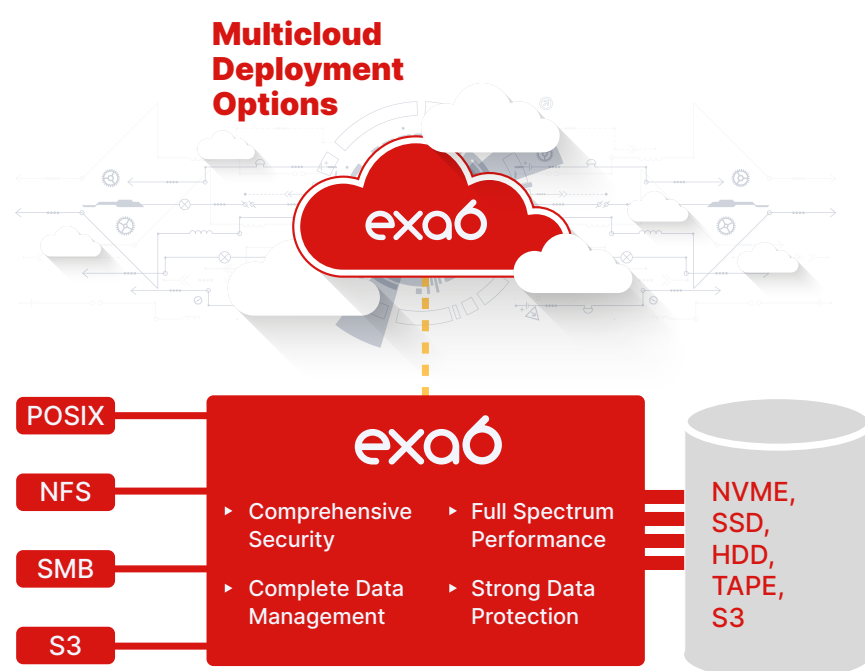 Multicloud
Deployment
Options
exa6
POSIX
NFS
SMB
S3
exa6
‣ Comprehensive
Security
‣ Complete Data
Management
‣ Full Spectrum
Performance
‣ Strong Data
Protection
NVME,
SSD,
HDD,
TAPE,
S3